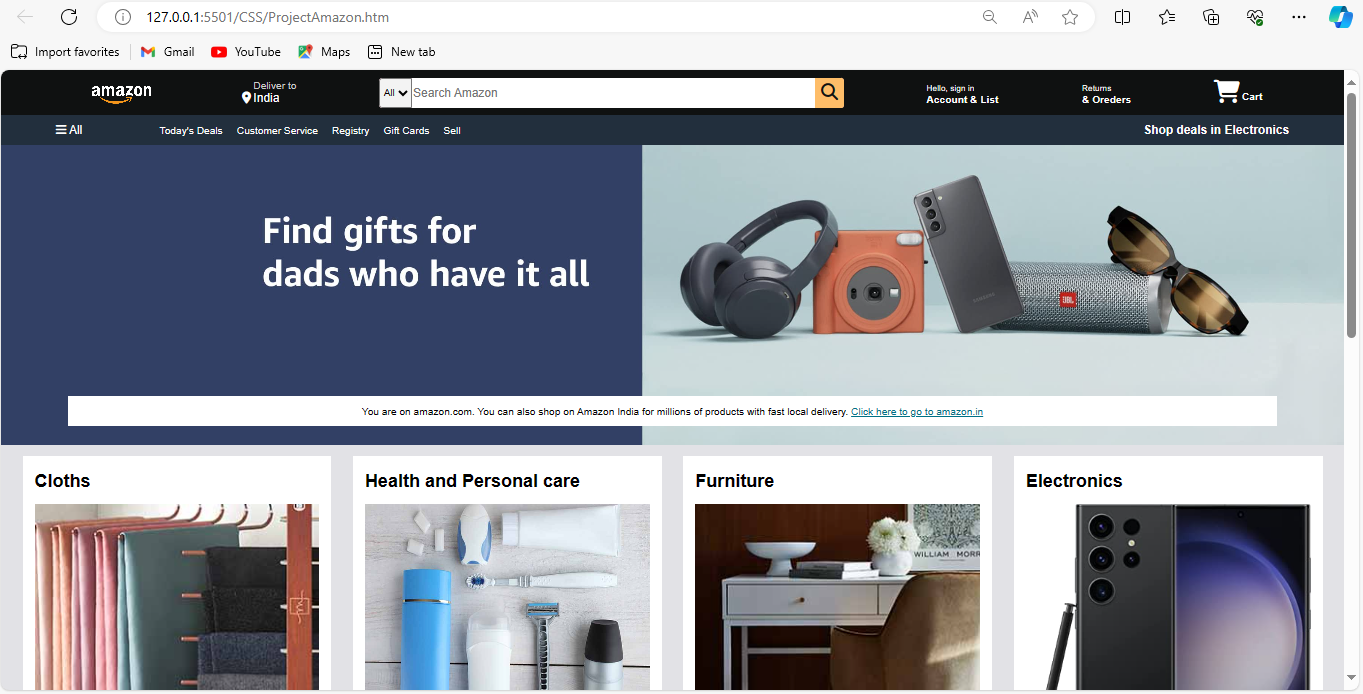 127.0.0.1:5501/CSS/ProjectAmazon.htm
Import favorites Gmail YouTube Maps New tab
amazon
Deliver to
India
All
Search Amazon
Hello, sign in
Account & List
Returns
& Oreders
Cart
All
Today's Deals Customer Service Registry Gift Cards Sell
Shop deals in Electronics
Find gifts for
dads who have it all
SAMSUNG
JBL
You are on amazon.com. You can also shop on Amazon India for millions of products with fast local delivery. Click here to go to amazon.in
Cloths
Health and Personal care
Furniture
Electronics
WILLIAM MORR